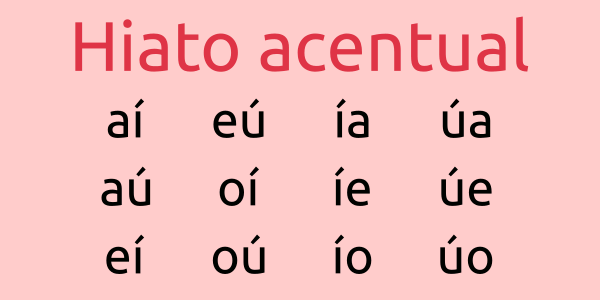 Hiato acentual
aí eú ía úa
aú oí íe úe
eí oú ío úo